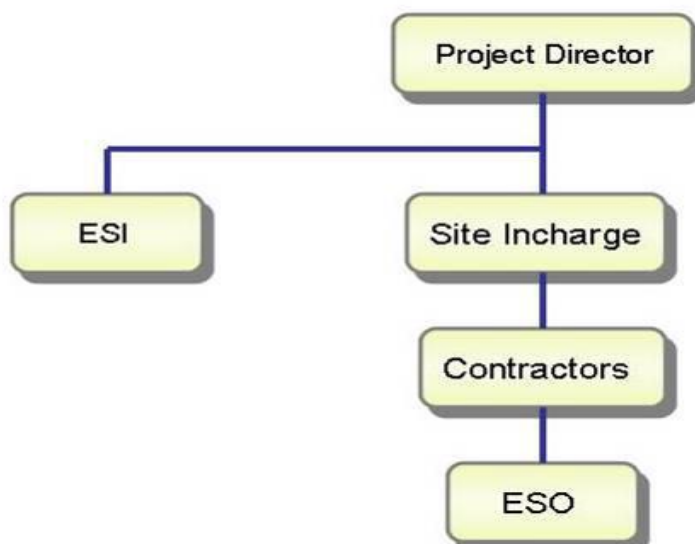 Project Director
ESI
Site Incharge
Contractors
ESO